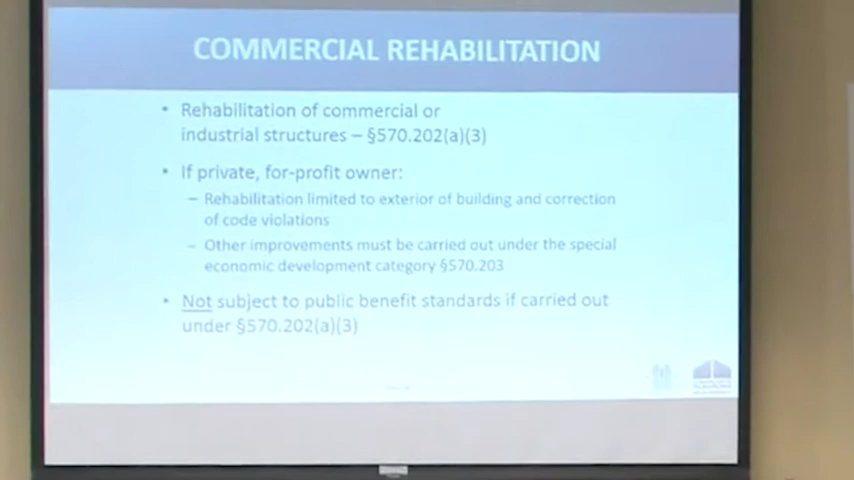 COMMERCIAL REHABILITATION
• Rehabilitation of commercial or
industrial structures – §570.202(a)(3)
• If private, for-profit owner:
– Rehabilitation limited to exterior of building and correction
of code violations
– Other improvements must be carried out under the special
economic development category §570.203
• Not subject to public benefit standards if carried out
under §570.202(a)(3)